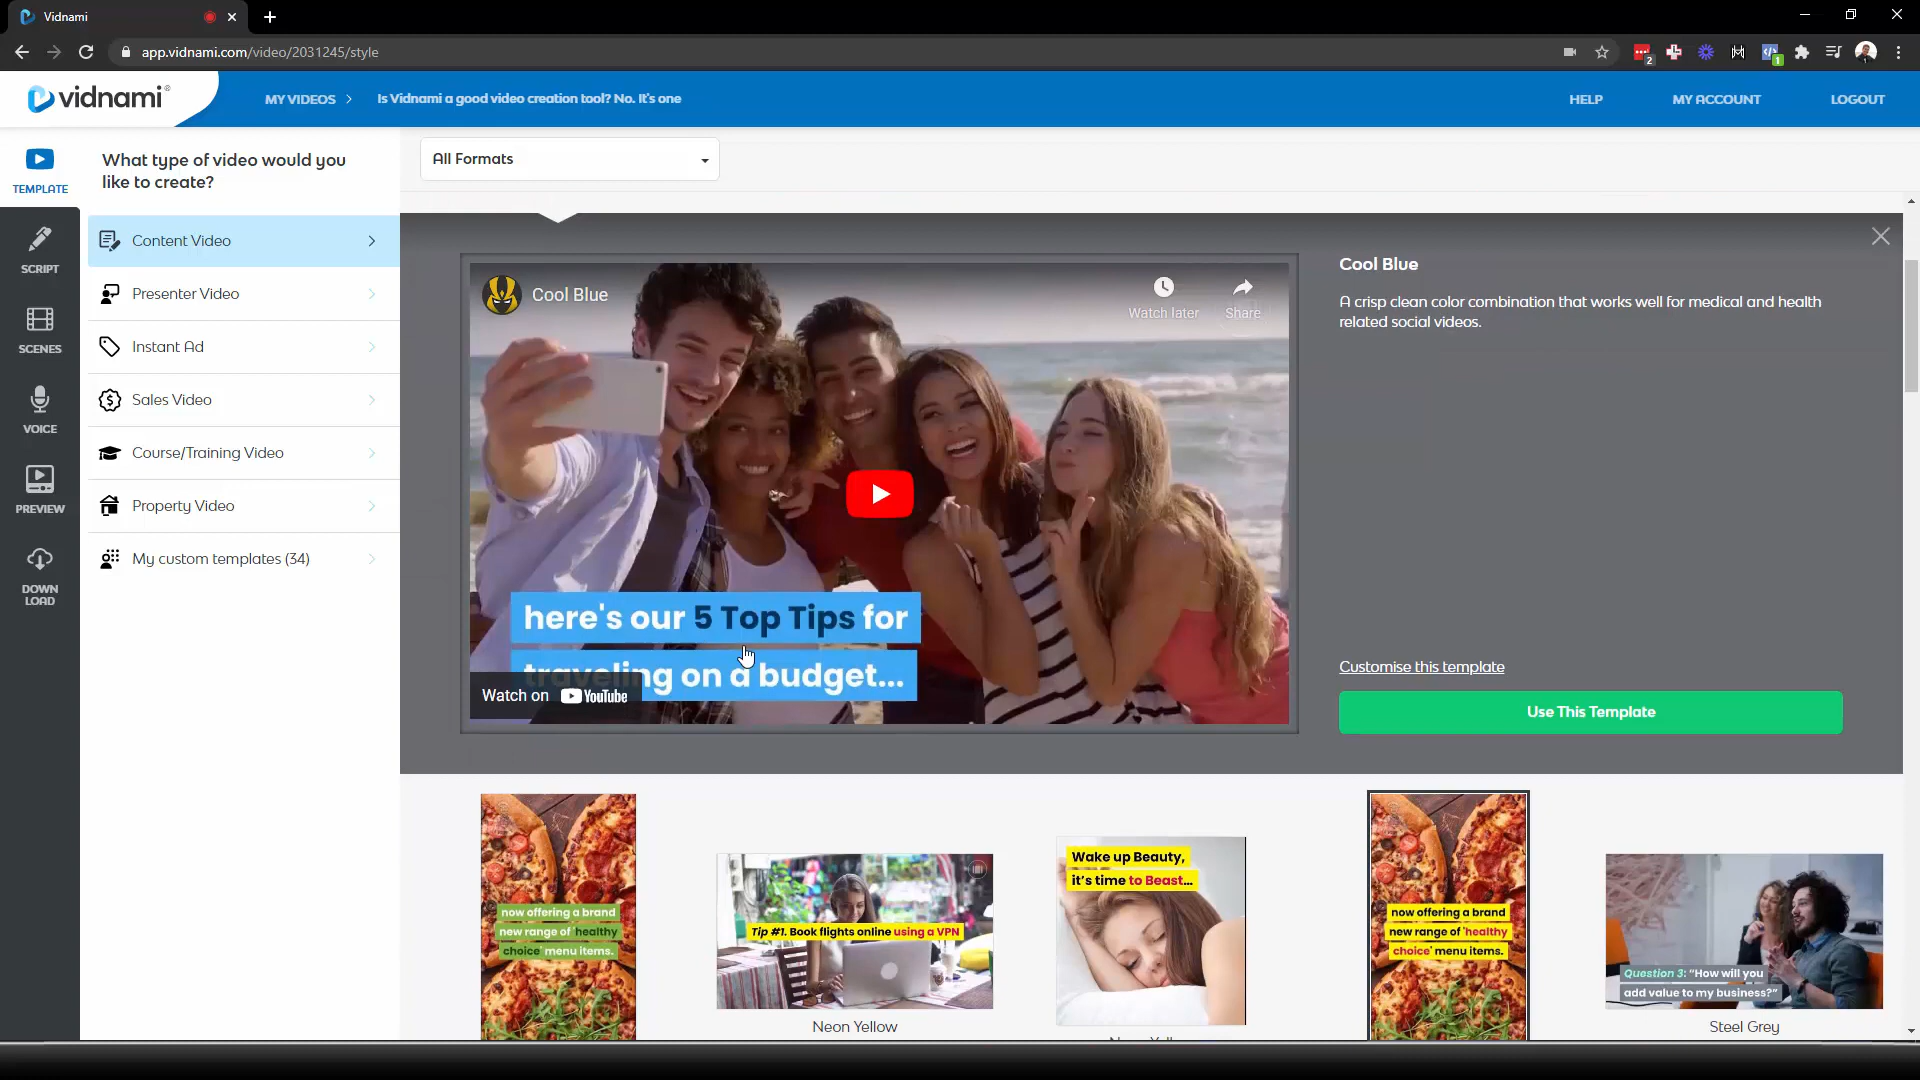 Vidnami
app.vidnami.com/video/2031245/style
2
1
vidnami®
MY VIDEOS
Is Vidnami a good video creation tool? No. It's one
HELP
MY ACCOUNT
LOGOUT
TEMPLATE
SCRIPT
SCENES
VOICE
PREVIEW
DOWN
LOAD
What type of video would you
like to create?
Content Video
Presenter Video
Instant Ad
Sales Video
Course/Training Video
Property Video
My custom templates (34)
All Formats
Cool Blue
Watch later
Share
here's our 5 Top Tips for
traveling on a budget...
Watch on YouTube
Cool Blue
A crisp clean color combination that works well for medical and health
related social videos.
Customise this template
Use This Template
now offering a brand
new range of 'healthy
choice' menu items.
Tip #1. Book flights online using a VPN
Neon Yellow
Wake up Beauty,
it's time to Beast...
now offering a brand
new range of 'healthy
choice' menu items.
Question 3: "How will you
add value to my business?"
Steel Grey